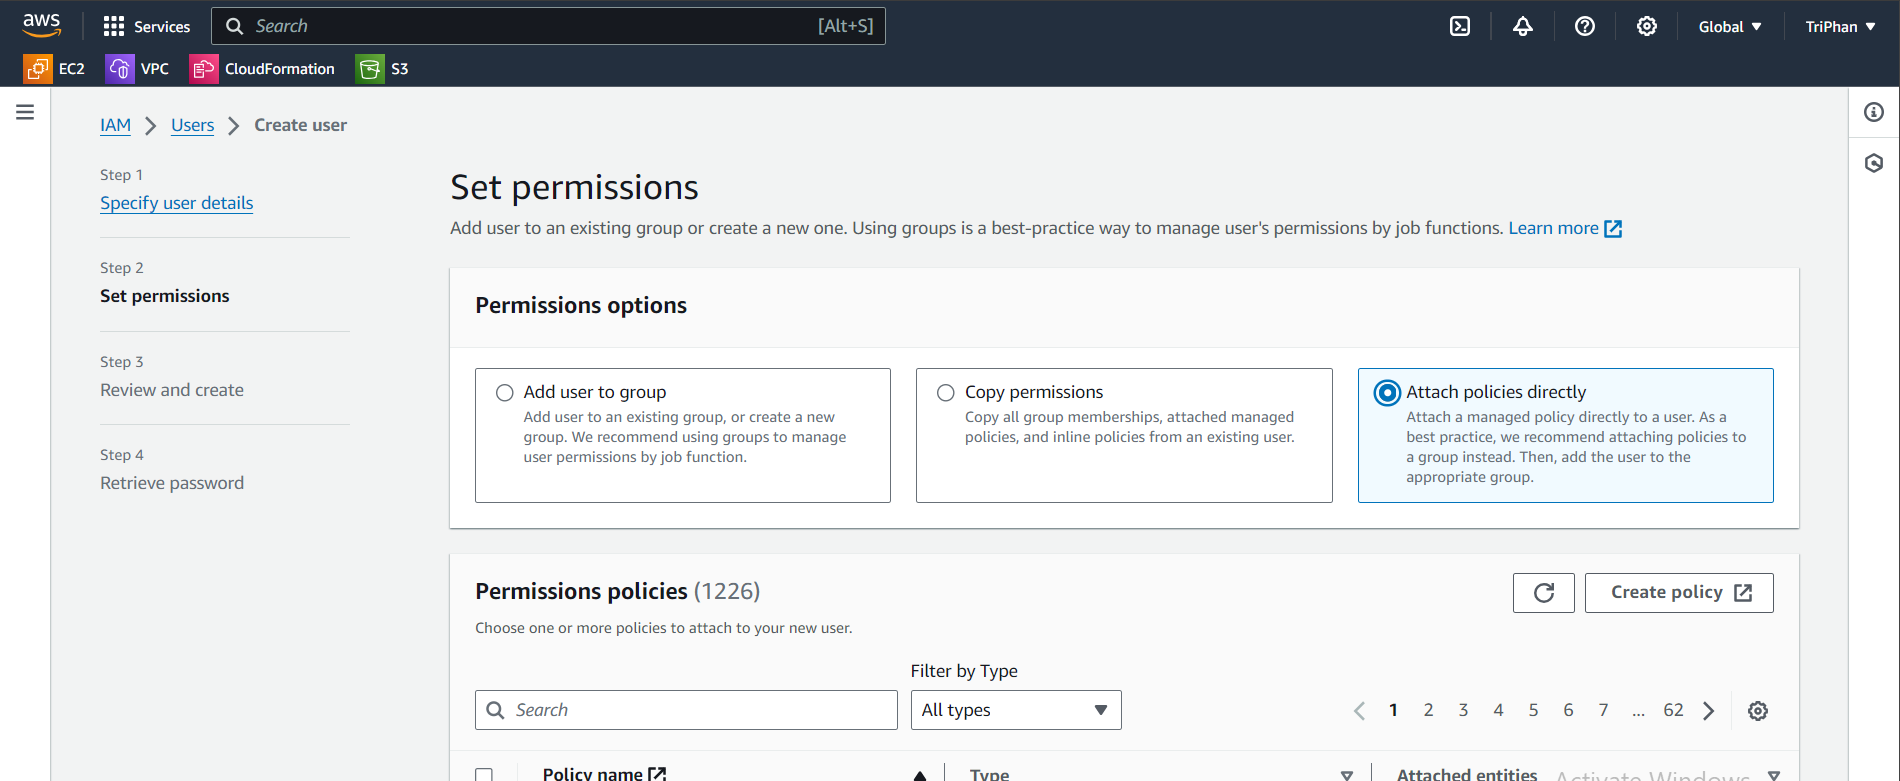 aws
Services
Search
[Alt+S]
Global
TriPhan
EC2
VPC
CloudFormation
S3
IAM
Users
Create user
Step 1
Specify user details
Step 2
Set permissions
Step 3
Review and create
Step 4
Retrieve password
Set permissions
Add user to an existing group or create a new one. Using groups is a best-practice way to manage user's permissions by job functions. Learn more
Permissions options
Add user to group
Add user to an existing group, or create a new
group. We recommend using groups to manage
user permissions by job function.
Copy permissions
Copy all group memberships, attached managed
policies, and inline policies from an existing user.
Attach policies directly
Attach a managed policy directly to a user. As a
best practice, we recommend attaching policies to
a group instead. Then, add the user to the
appropriate group.
Permissions policies (1226)
Create policy
Choose one or more policies to attach to your new user.
Filter by Type
Search
All types
1 2 3 4 5 6 7 ... 62
Policy name
Type
Attached entities
Activate Windows